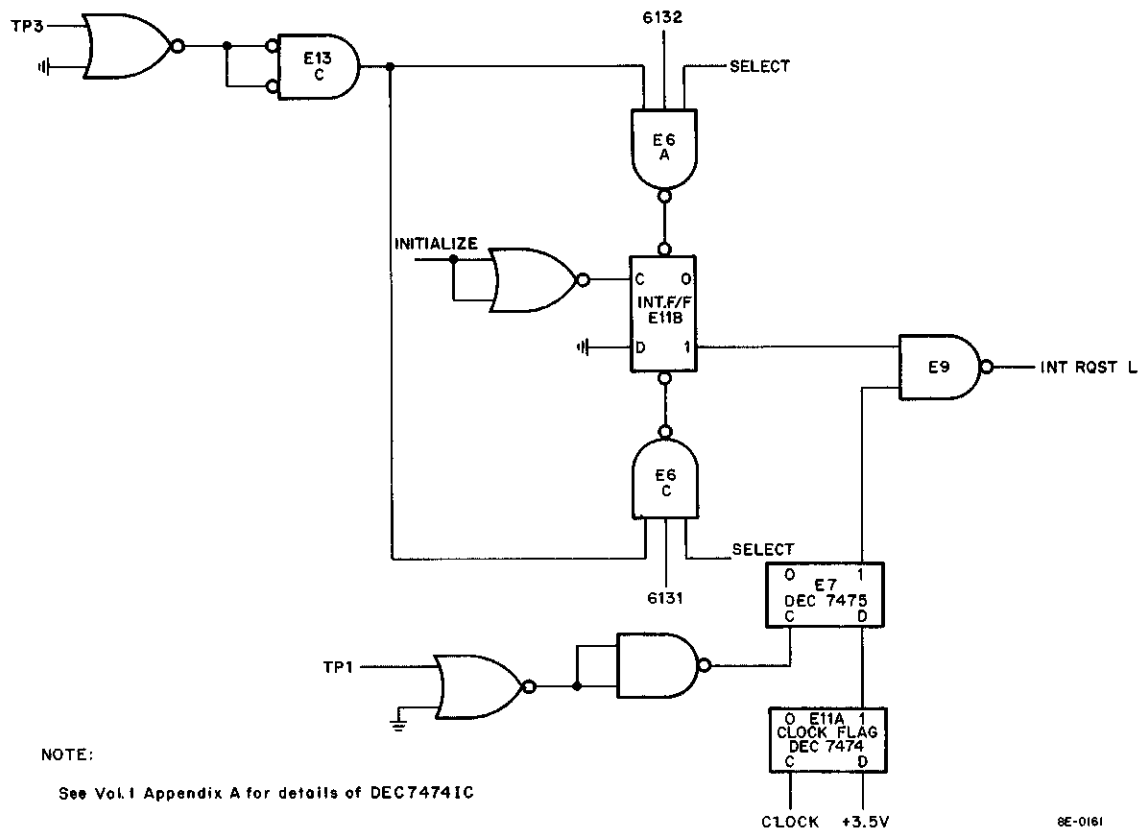 6132
TP3
E13
C
SELECT
E6
A
INITIALIZE
C 0
INT. F/F
E11B
D 1
E9
INT RQST L
E6
C
SELECT
6131
0 1
E7
DEC 7475
C D
TP1
0 E11A 1
CLOCK FLAG
DEC 7474
C D
NOTE:
See Vol. 1 Appendix A for details of DEC7474IC
CLOCK +3.5V
8E-0161